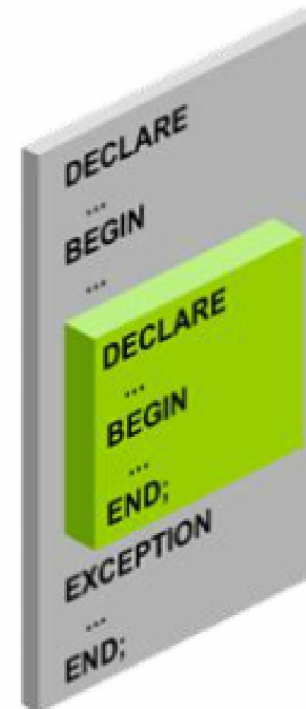 DECLARE
...
BEGIN
...
DECLARE
...
BEGIN
...
END;
EXCEPTION
...
END;